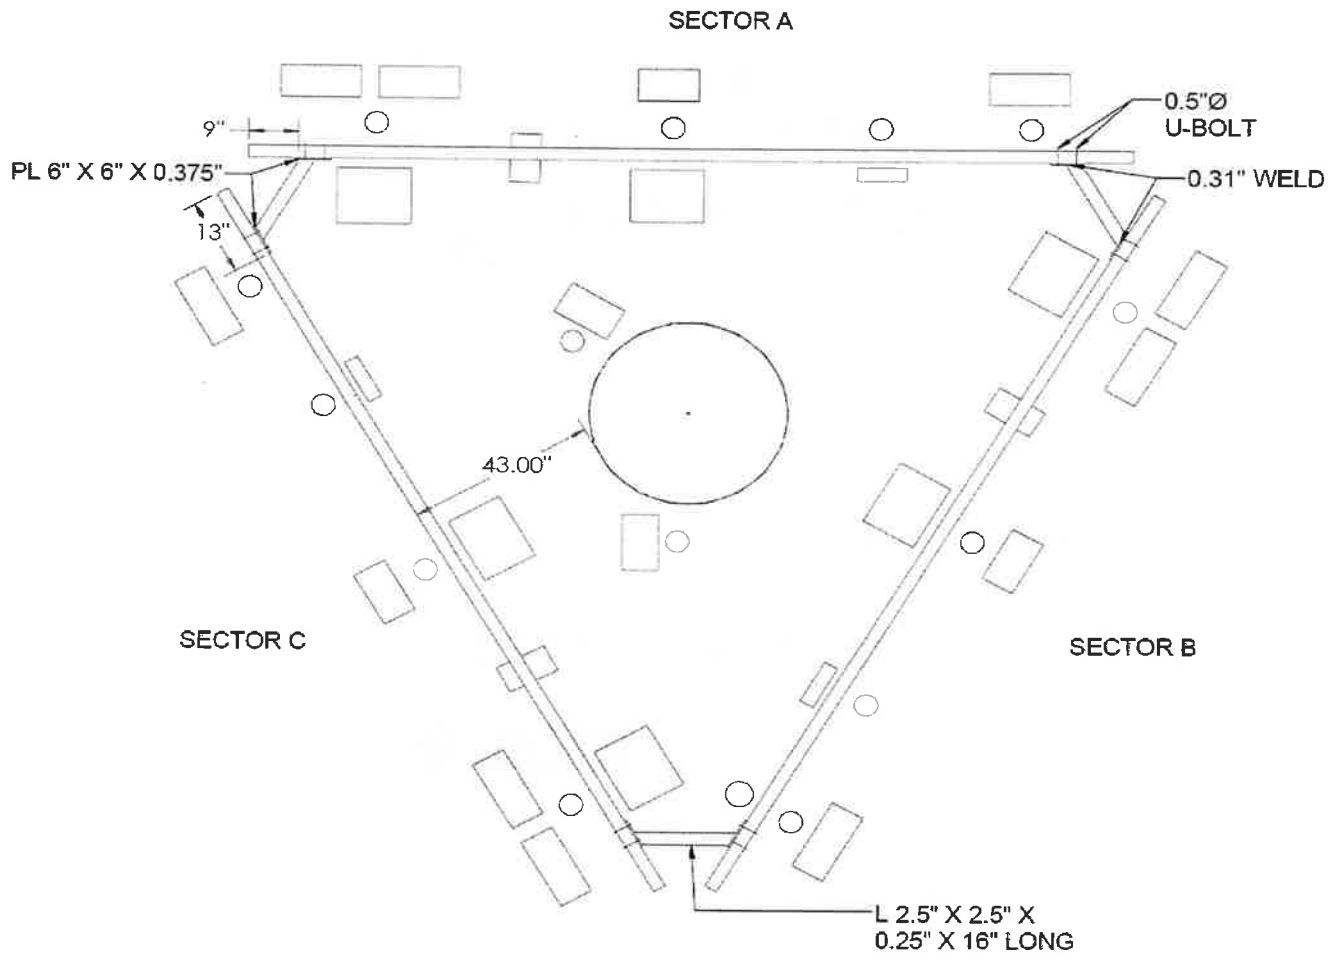 SECTOR A
0.5"Ø
U-BOLT
9"
PL 6" X 6" X 0.375"
0.31" WELD
13"
43.00"
SECTOR C
SECTOR B
L 2.5" X 2.5" X
0.25" X 16" LONG